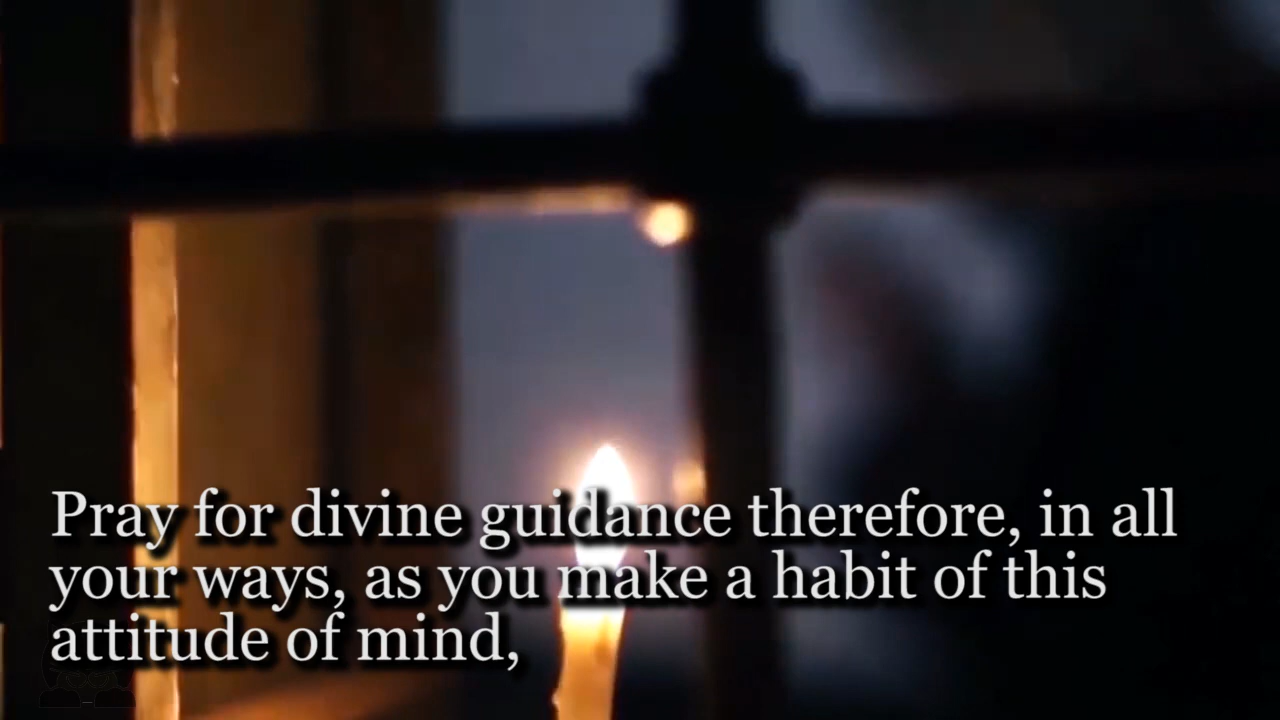 Pray for divine guidance therefore, in all
your ways, as you make a habit of this
attitude of mind,